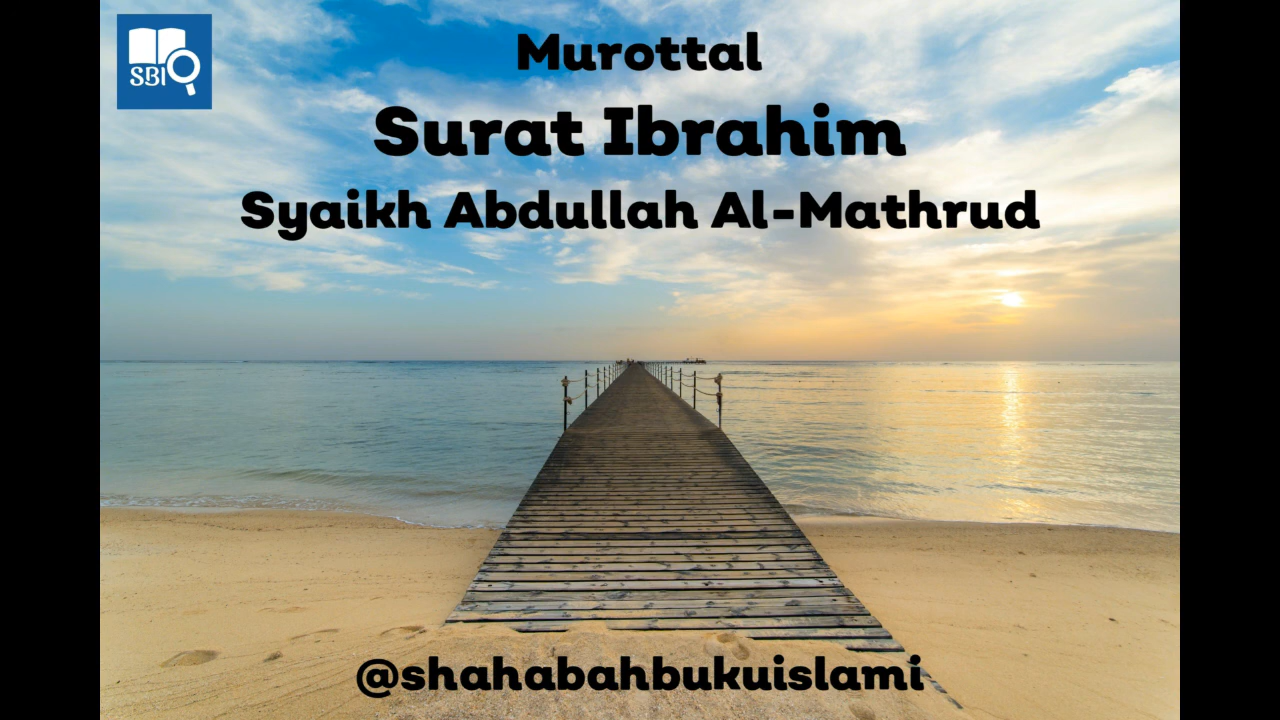 SBI
Murottal
Surat Ibrahim
Syaikh Abdullah Al-Mathrud
@shahabahbukuislami